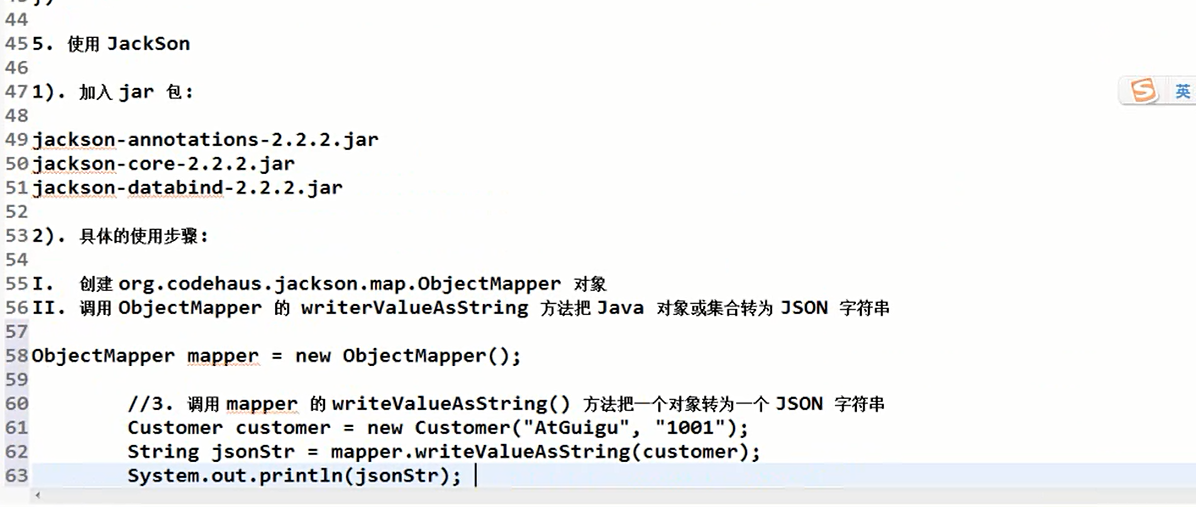 44
45 5. 使用 JackSon
46
47 1). 加入 jar 包:
48
49 jackson-annotations-2.2.2.jar
50 jackson-core-2.2.2.jar
51 jackson-databind-2.2.2.jar
52
53 2). 具体的使用步骤:
54
55 I. 创建 org.codehaus.jackson.map.ObjectMapper 对象
56 II. 调用 ObjectMapper 的 writerValueAsString 方法把 Java 对象或集合转为 JSON 字符串
57
58 ObjectMapper mapper = new ObjectMapper();
59
60 //3. 调用 mapper 的 writeValueAsString() 方法把一个对象转为一个 JSON 字符串
61 Customer customer = new Customer("AtGuigu", "1001");
62 String jsonStr = mapper.writeValueAsString(customer);
63 System.out.println(jsonStr);
S 英